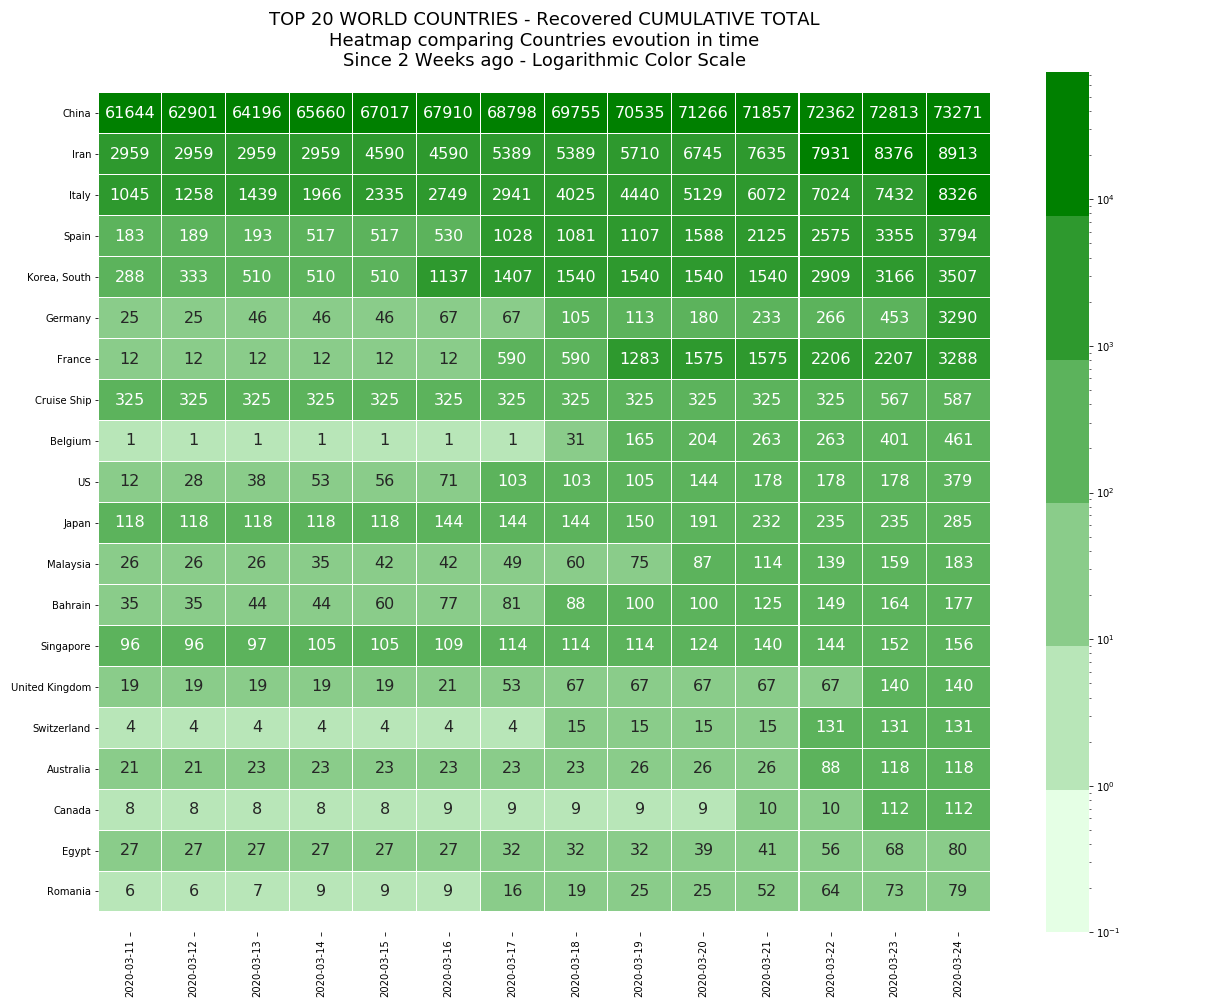 TOP 20 WORLD COUNTRIES - Recovered CUMULATIVE TOTAL
Heatmap comparing Countries evoution in time
Since 2 Weeks ago - Logarithmic Color Scale
China 61644 62901 64196 65660 67017 67910 68798 69755 70535 71266 71857 72362 72813 73271
Iran 2959 2959 2959 2959 4590 4590 5389 5389 5710 6745 7635 7931 8376 8913
Italy 1045 1258 1439 1966 2335 2749 2941 4025 4440 5129 6072 7024 7432 8326
Spain 183 189 193 517 517 530 1028 1081 1107 1588 2125 2575 3355 3794
Korea, South 288 333 510 510 510 1137 1407 1540 1540 1540 1540 2909 3166 3507
Germany 25 25 46 46 46 67 67 105 113 180 233 266 453 3290
France 12 12 12 12 12 12 590 590 1283 1575 1575 2206 2207 3288
Cruise Ship 325 325 325 325 325 325 325 325 325 325 325 325 567 587
Belgium 1 1 1 1 1 1 1 31 165 204 263 263 401 461
US 12 28 38 53 56 71 103 103 105 144 178 178 178 379
Japan 118 118 118 118 118 144 144 144 150 191 232 235 235 285
Malaysia 26 26 26 35 42 42 49 60 75 87 114 139 159 183
Bahrain 35 35 44 44 60 77 81 88 100 100 125 149 164 177
Singapore 96 96 97 105 105 109 114 114 114 124 140 144 152 156
United Kingdom 19 19 19 19 19 21 53 67 67 67 67 67 140 140
Switzerland 4 4 4 4 4 4 4 15 15 15 15 131 131 131
Australia 21 21 23 23 23 23 23 23 26 26 26 88 118 118
Canada 8 8 8 8 8 9 9 9 9 9 10 10 112 112
Egypt 27 27 27 27 27 27 32 32 32 39 41 56 68 80
Romania 6 6 7 9 9 9 16 19 25 25 52 64 73 79
2020-03-11 2020-03-12 2020-03-13 2020-03-14 2020-03-15 2020-03-16 2020-03-17 2020-03-18 2020-03-19 2020-03-20 2020-03-21 2020-03-22 2020-03-23 2020-03-24
10⁴
10³
10²
10¹
10⁰
10⁻¹